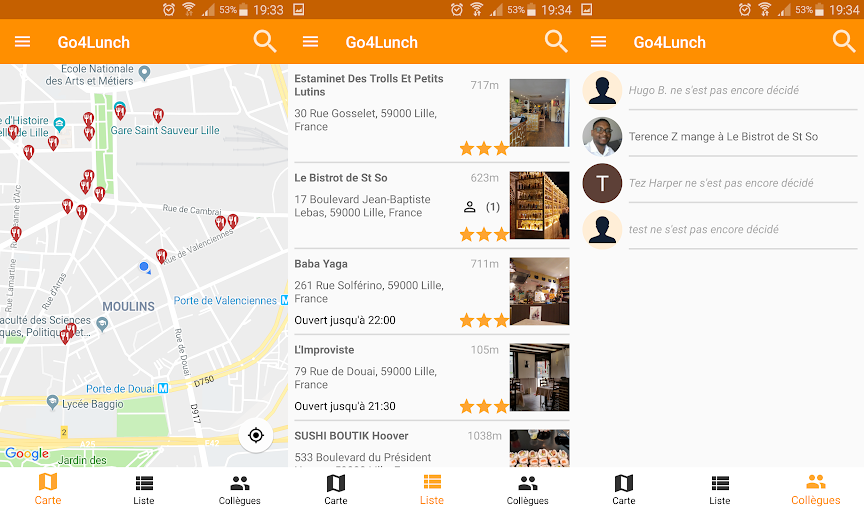 53% 19:33
Go4Lunch
Ecole Nationale
des Arts et Métiers
e d'Histoire
elle de Lille
Gare Saint Sauveur Lille
Rue Jeanne d'Arc
Rue de Cambrai
Rue de Valenciennes
Rue Lamartine
Rue d'Arras
MOULINS
Porte de Valenciennes M
aculté des Sciences
ques, Politiques et...
Rue de Douai
Porte de Douai M
D750
Lycée Baggio
D917
2
A25
E42
Google
Jardin des
Carte
Liste
Collègues
53% 19:34
Go4Lunch
Estaminet Des Trolls Et Petits
Lutins
717m
30 Rue Gosselet, 59000 Lille,
France
Le Bistrot de St So
623m
17 Boulevard Jean-Baptiste
Lebas, 59000 Lille, France
(1)
Baba Yaga
711m
261 Rue Solférino, 59000 Lille,
France
Ouvert jusqu'à 22:00
L'Improviste
105m
79 Rue de Douai, 59000 Lille,
France
Ouvert jusqu'à 21:30
SUSHI BOUTIK Hoover
1038m
533 Boulevard du Président
Carte
Liste
Collègues
53% 19:34
Go4Lunch
Hugo B. ne s'est pas encore décidé
Terence Z mange à Le Bistrot de St So
T
Tez Harper ne s'est pas encore décidé
test ne s'est pas encore décidé
Carte
Liste
Collègues